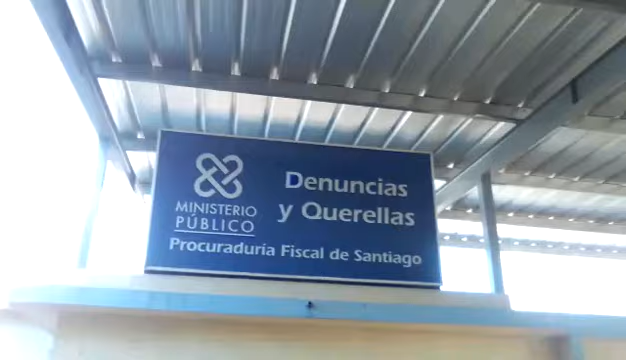 MINISTERIO
PÚBLICO
Denuncias
y Querellas
Procuraduría Fiscal de Santiago